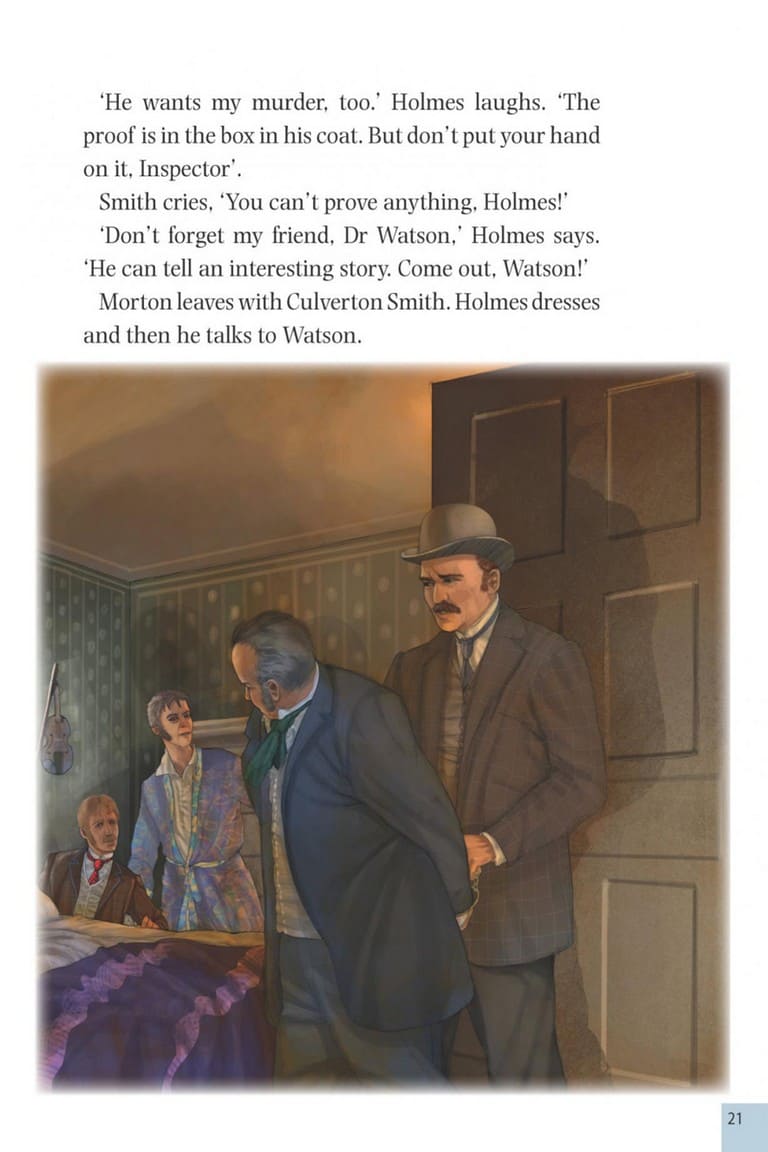 ‘He wants my murder, too.’ Holmes laughs. ‘The
proof is in the box in his coat. But don’t put your hand
on it, Inspector’.
Smith cries, ‘You can’t prove anything, Holmes!’
‘Don’t forget my friend, Dr Watson,’ Holmes says.
‘He can tell an interesting story. Come out, Watson!’
Morton leaves with Culverton Smith. Holmes dresses
and then he talks to Watson.
21